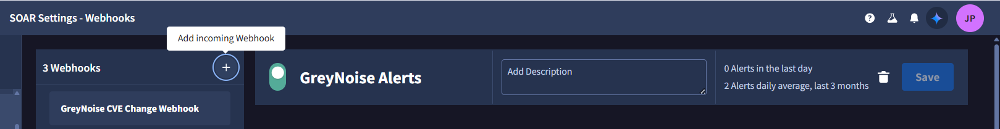 SOAR Settings - Webhooks
JP
Add incoming Webhook
3 Webhooks
GreyNoise CVE Change Webhook
GreyNoise Alerts
Add Description
0 Alerts in the last day
2 Alerts daily average, last 3 months
Save